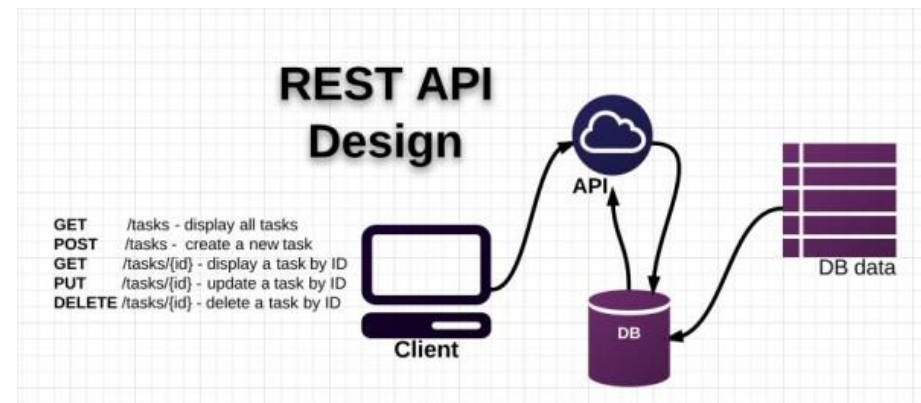 REST API
Design
GET /tasks - display all tasks
POST /tasks - create a new task
GET /tasks/{id} - display a task by ID
PUT /tasks/{id} - update a task by ID
DELETE /tasks/{id} - delete a task by ID
Client
API
DB
DB data